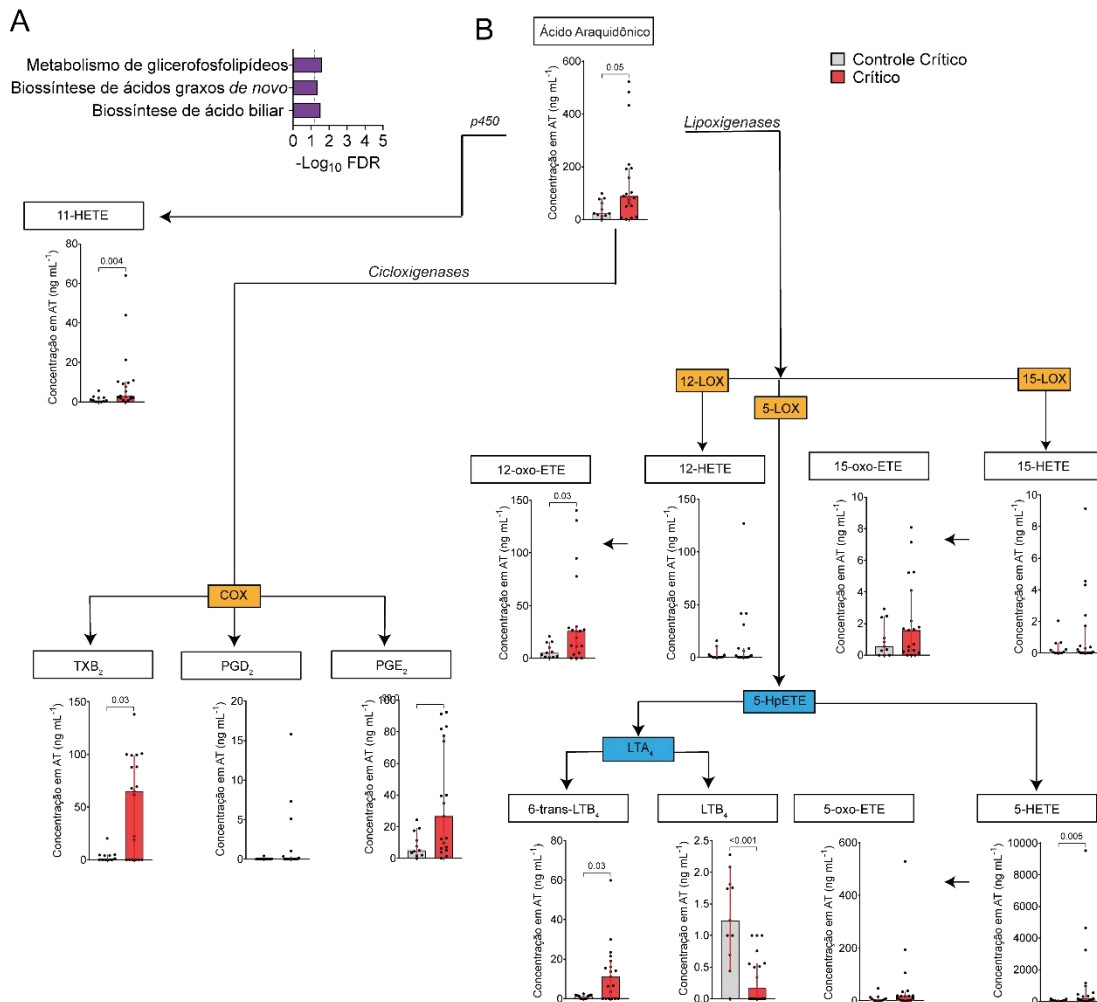 A
Metabolismo de glicerofosfolipídeos
Biossíntese de ácidos graxos de novo
Biossíntese de ácido biliar
0 1 2 3 4 5
-Log₁₀ FDR
B
Ácido Araquidônico
Controle Crítico
Crítico
Concentração em AT (ng mL⁻¹)
600
400
200
0
0.05
p450
Lipoxigenases
Cicloxigenases
11-HETE
Concentração em AT (ng mL⁻¹)
80
60
40
20
0
0.004
12-LOX
15-LOX
5-LOX
12-oxo-ETE
Concentração em AT (ng mL⁻¹)
150
100
50
0
0.03
12-HETE
Concentração em AT (ng mL⁻¹)
150
100
50
0
15-oxo-ETE
Concentração em AT (ng mL⁻¹)
8
6
4
2
0
15-HETE
Concentração em AT (ng mL⁻¹)
10
8
6
4
2
0
COX
TXB₂
Concentração em AT (ng mL⁻¹)
150
100
50
0
0.03
PGD₂
Concentração em AT (ng mL⁻¹)
20
15
10
5
0
PGE₂
Concentração em AT (ng mL⁻¹)
100
80
60
40
20
0
5-HpETE
LTA₄
6-trans-LTB₄
Concentração em AT (ng mL⁻¹)
80
60
40
20
0
0.03
LTB₄
Concentração em AT (ng mL⁻¹)
2.5
2.0
1.5
1.0
0.5
0.0
<0.001
5-oxo-ETE
Concentração em AT (ng mL⁻¹)
600
400
200
0
5-HETE
Concentração em AT (ng mL⁻¹)
10000
8000
6000
4000
2000
0
0.005